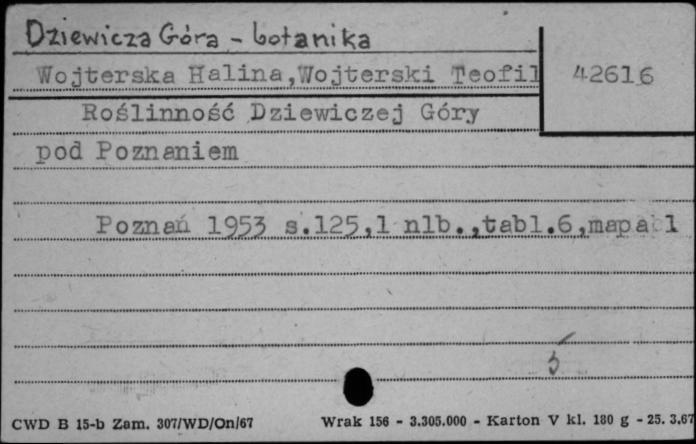 Dziewicza Góra - botanika
Wojterska Halina,Wojterski Teofil
42616
Roślinność Dziewiczej Góry
pod Poznaniem
Poznań 1953 s.125,1 nlb.,tabl.6,mapa 1
5
CWD B 15-b Zam. 307/WD/On/67 Wrak 156 - 3.305.000 - Karton V kl. 180 g - 25.3.67